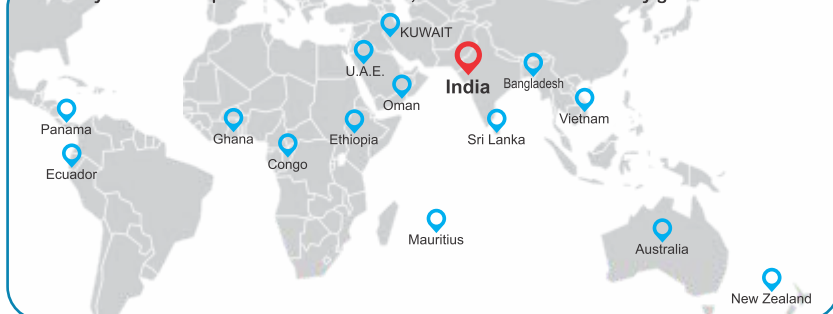 KUWAIT
U.A.E.
India
Bangladesh
Oman
Panama
Vietnam
Ghana
Ethiopia
Sri Lanka
Congo
Ecuador
Mauritius
Australia
New Zealand